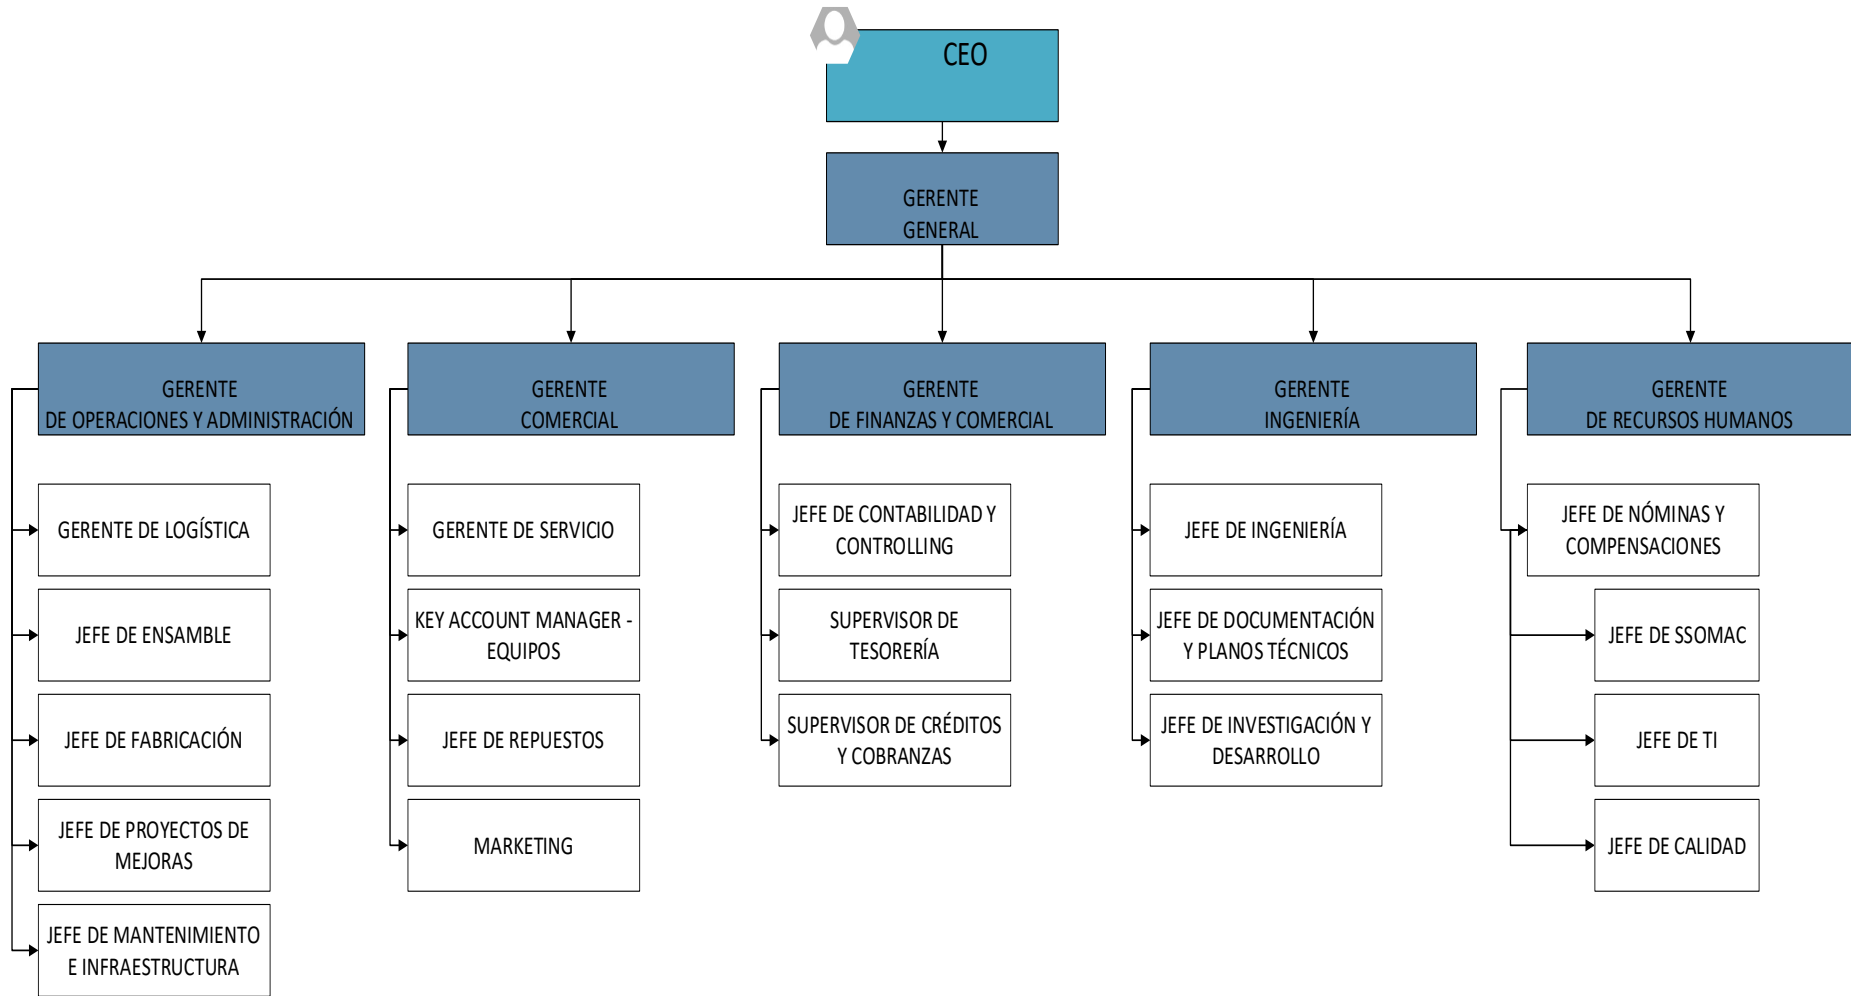 CEO
GERENTE
GENERAL
GERENTE
DE OPERACIONES Y ADMINISTRACIÓN
GERENTE
COMERCIAL
GERENTE
DE FINANZAS Y COMERCIAL
GERENTE
INGENIERÍA
GERENTE
DE RECURSOS HUMANOS
GERENTE DE LOGÍSTICA
JEFE DE ENSAMBLE
JEFE DE FABRICACIÓN
JEFE DE PROYECTOS DE
MEJORAS
JEFE DE MANTENIMIENTO
E INFRAESTRUCTURA
GERENTE DE SERVICIO
KEY ACCOUNT MANAGER -
EQUIPOS
JEFE DE REPUESTOS
MARKETING
JEFE DE CONTABILIDAD Y
CONTROLLING
SUPERVISOR DE
TESORERÍA
SUPERVISOR DE CRÉDITOS
Y COBRANZAS
JEFE DE INGENIERÍA
JEFE DE DOCUMENTACIÓN
Y PLANOS TÉCNICOS
JEFE DE INVESTIGACIÓN Y
DESARROLLO
JEFE DE NÓMINAS Y
COMPENSACIONES
JEFE DE SSOMAC
JEFE DE TI
JEFE DE CALIDAD